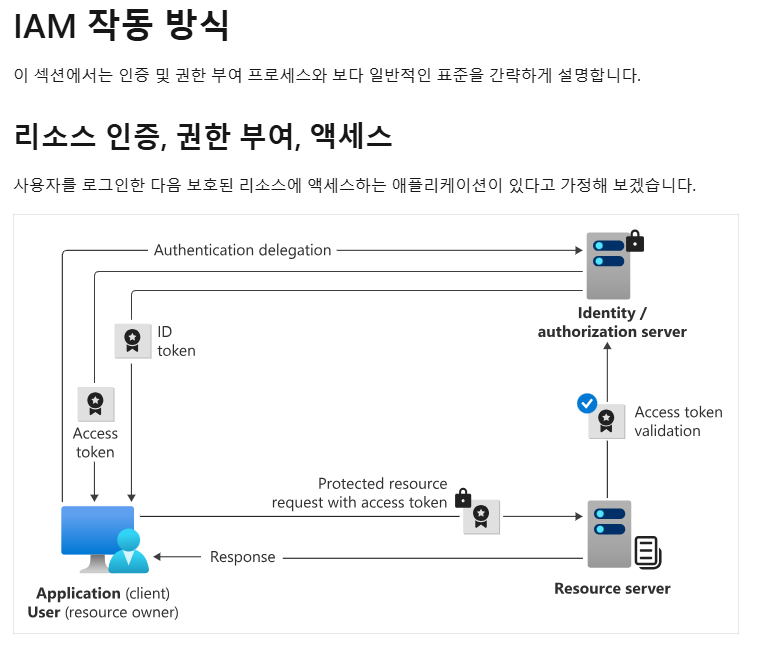 IAM 작동 방식
이 섹션에서는 인증 및 권한 부여 프로세스와 보다 일반적인 표준을 간략하게 설명합니다.
리소스 인증, 권한 부여, 액세스
사용자를 로그인한 다음 보호된 리소스에 액세스하는 애플리케이션이 있다고 가정해 보겠습니다.
Authentication delegation
ID
token
Identity /
authorization server
Access
token
Access token
validation
Protected resource
request with access token
Response
Application (client)
User (resource owner)
Resource server